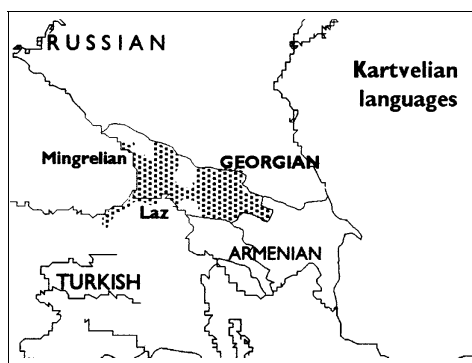 RUSSIAN
Kartvelian
languages
Mingrelian
GEORGIAN
Laz
ARMENIAN
TURKISH